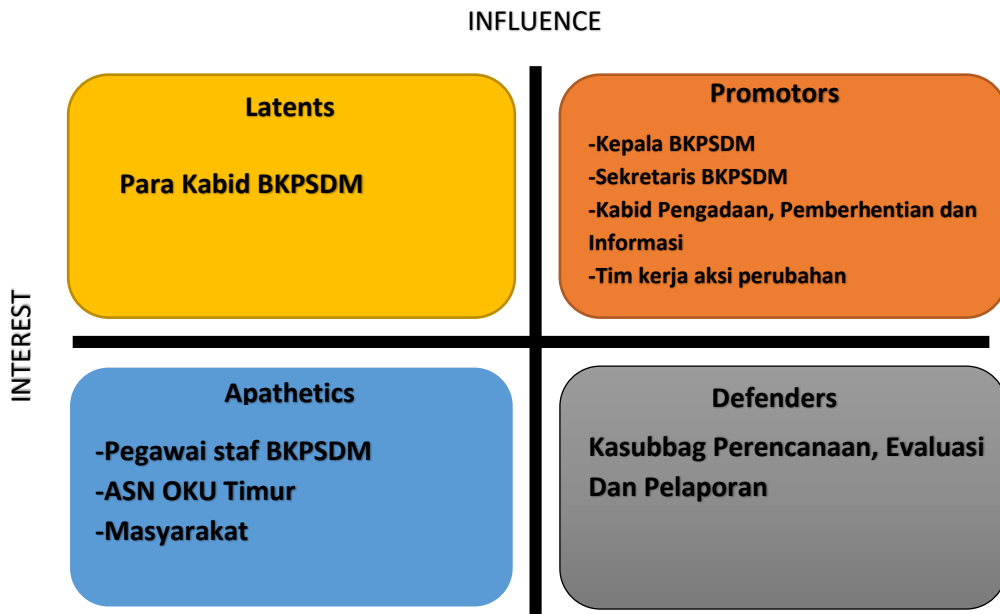 INFLUENCE
INTEREST
Latents
Para Kabid BKPSDM
Promotors
-Kepala BKPSDM
-Sekretaris BKPSDM
-Kabid Pengadaan, Pemberhentian dan
Informasi
-Tim kerja aksi perubahan
Apathetics
-Pegawai staf BKPSDM
-ASN OKU Timur
-Masyarakat
Defenders
Kasubbag Perencanaan, Evaluasi
Dan Pelaporan